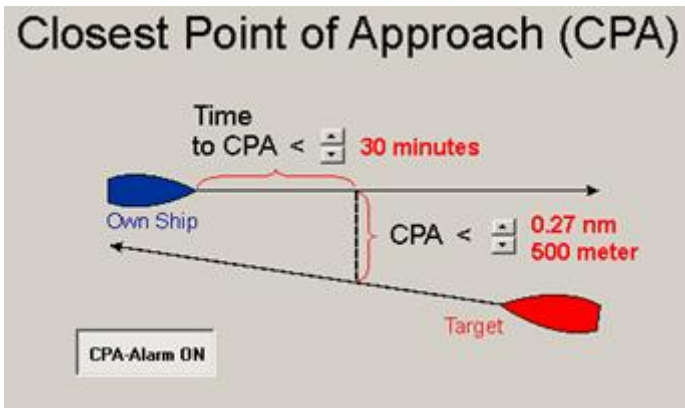 Closest Point of Approach (CPA)
Time
to CPA < 30 minutes
Own Ship
CPA < 0.27 nm
500 meter
Target
CPA-Alarm ON